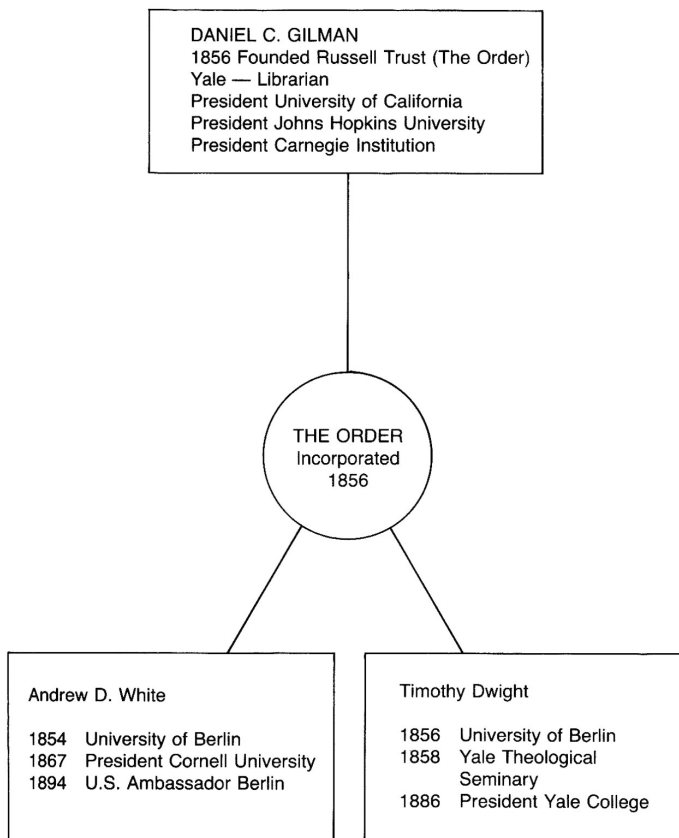 DANIEL C. GILMAN
1856 Founded Russell Trust (The Order)
Yale — Librarian
President University of California
President Johns Hopkins University
President Carnegie Institution
THE ORDER
Incorporated
1856
Andrew D. White
1854 University of Berlin
1867 President Cornell University
1894 U.S. Ambassador Berlin
Timothy Dwight
1856 University of Berlin
1858 Yale Theological
Seminary
1886 President Yale College